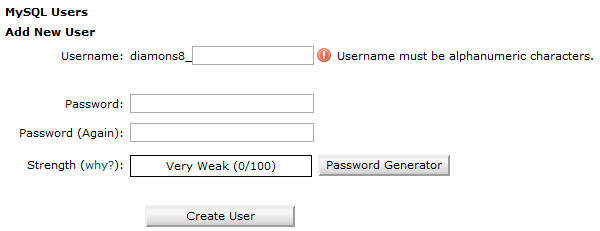 MySQL Users
Add New User
Username: diamons8_ Username must be alphanumeric characters.
Password:
Password (Again):
Strength (why?): Very Weak (0/100) Password Generator
Create User